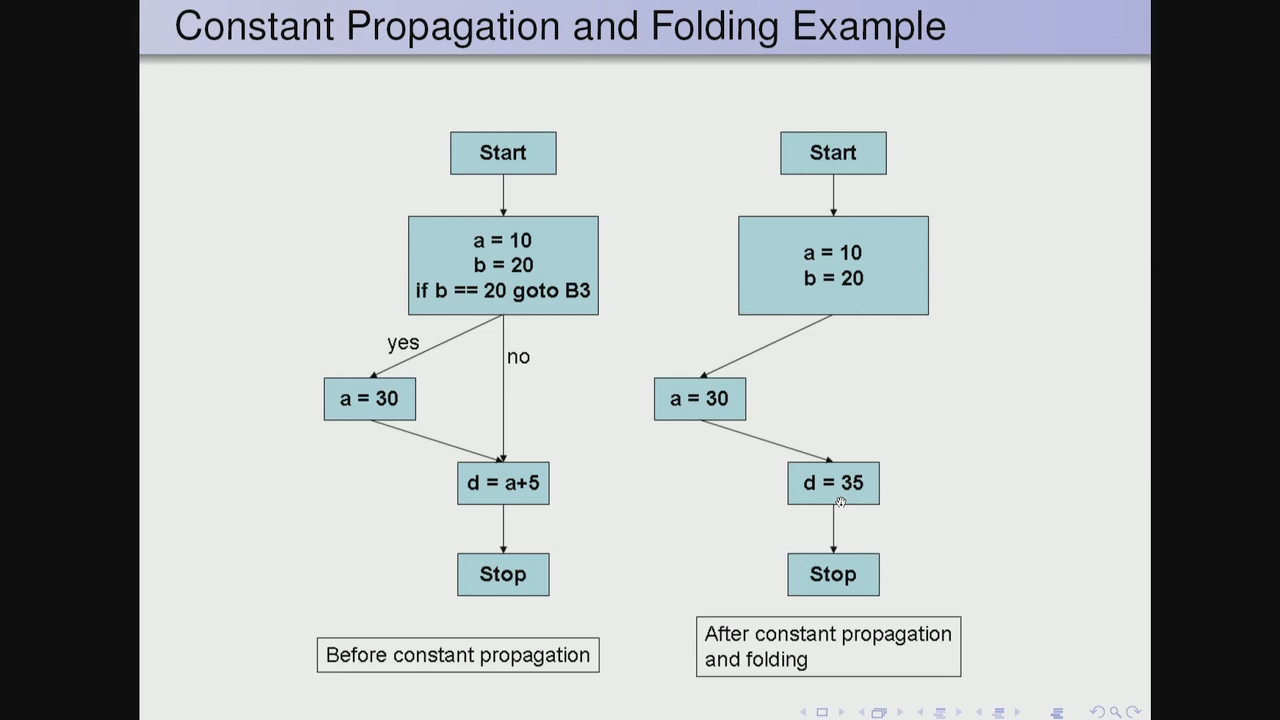 Constant Propagation and Folding Example
Start
a = 10
b = 20
if b == 20 goto B3
yes
no
a = 30
d = a+5
Stop
Before constant propagation
Start
a = 10
b = 20
a = 30
d = 35
Stop
After constant propagation
and folding